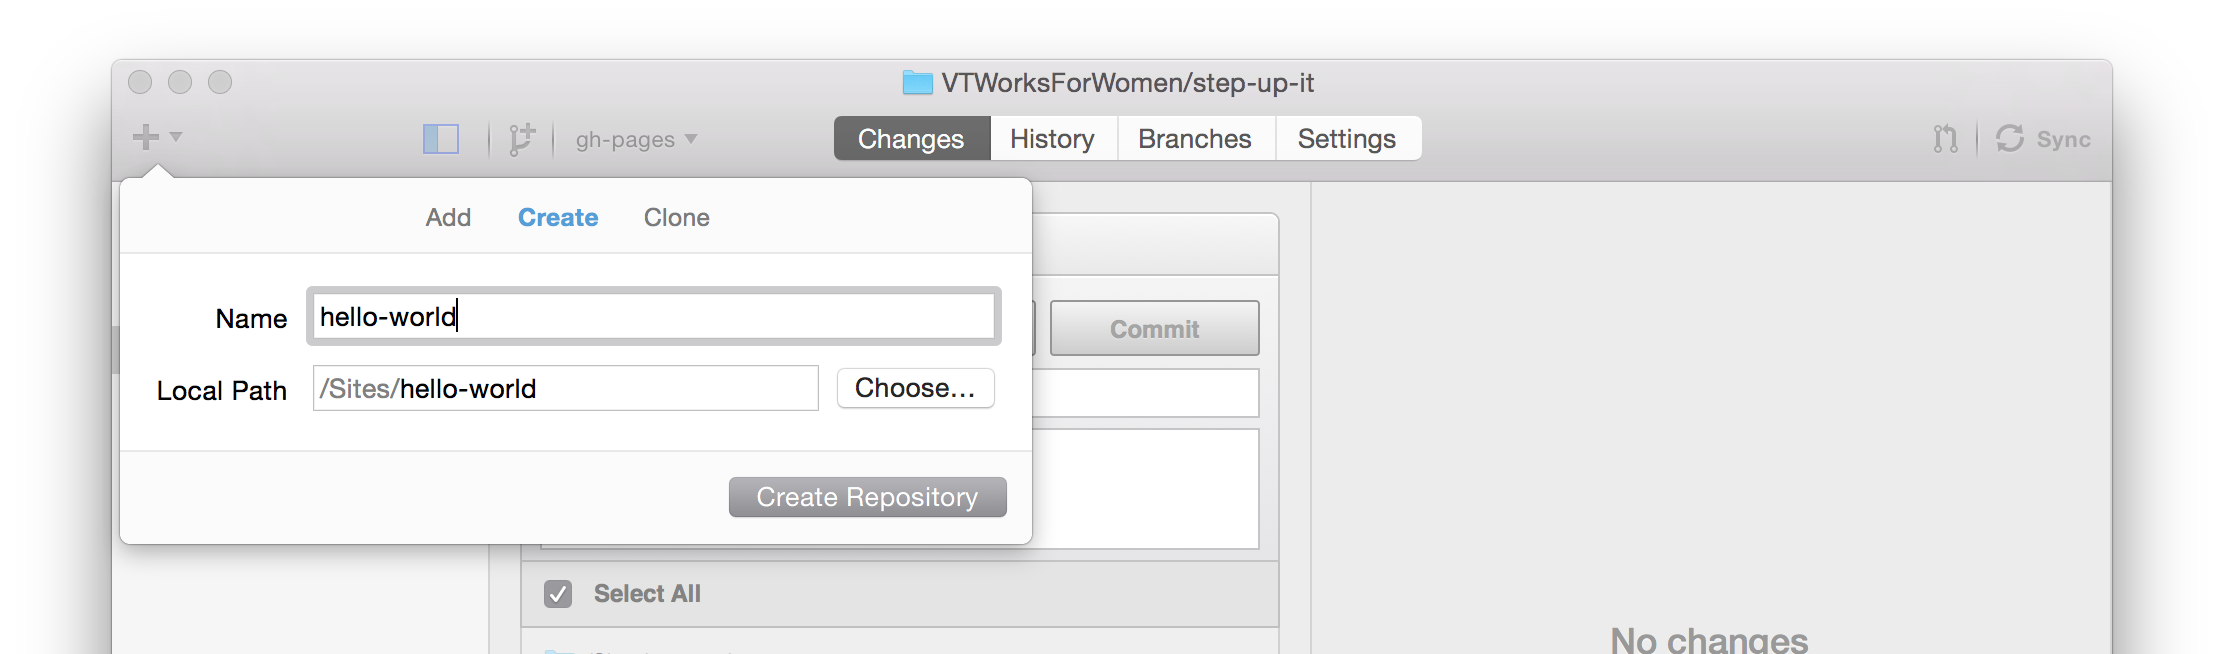 VTWorksForWomen/step-up-it
gh-pages
Changes
History
Branches
Settings
Sync
Add
Create
Clone
Name
hello-world
Local Path
/Sites/hello-world
Choose...
Create Repository
Commit
Select All
No changes